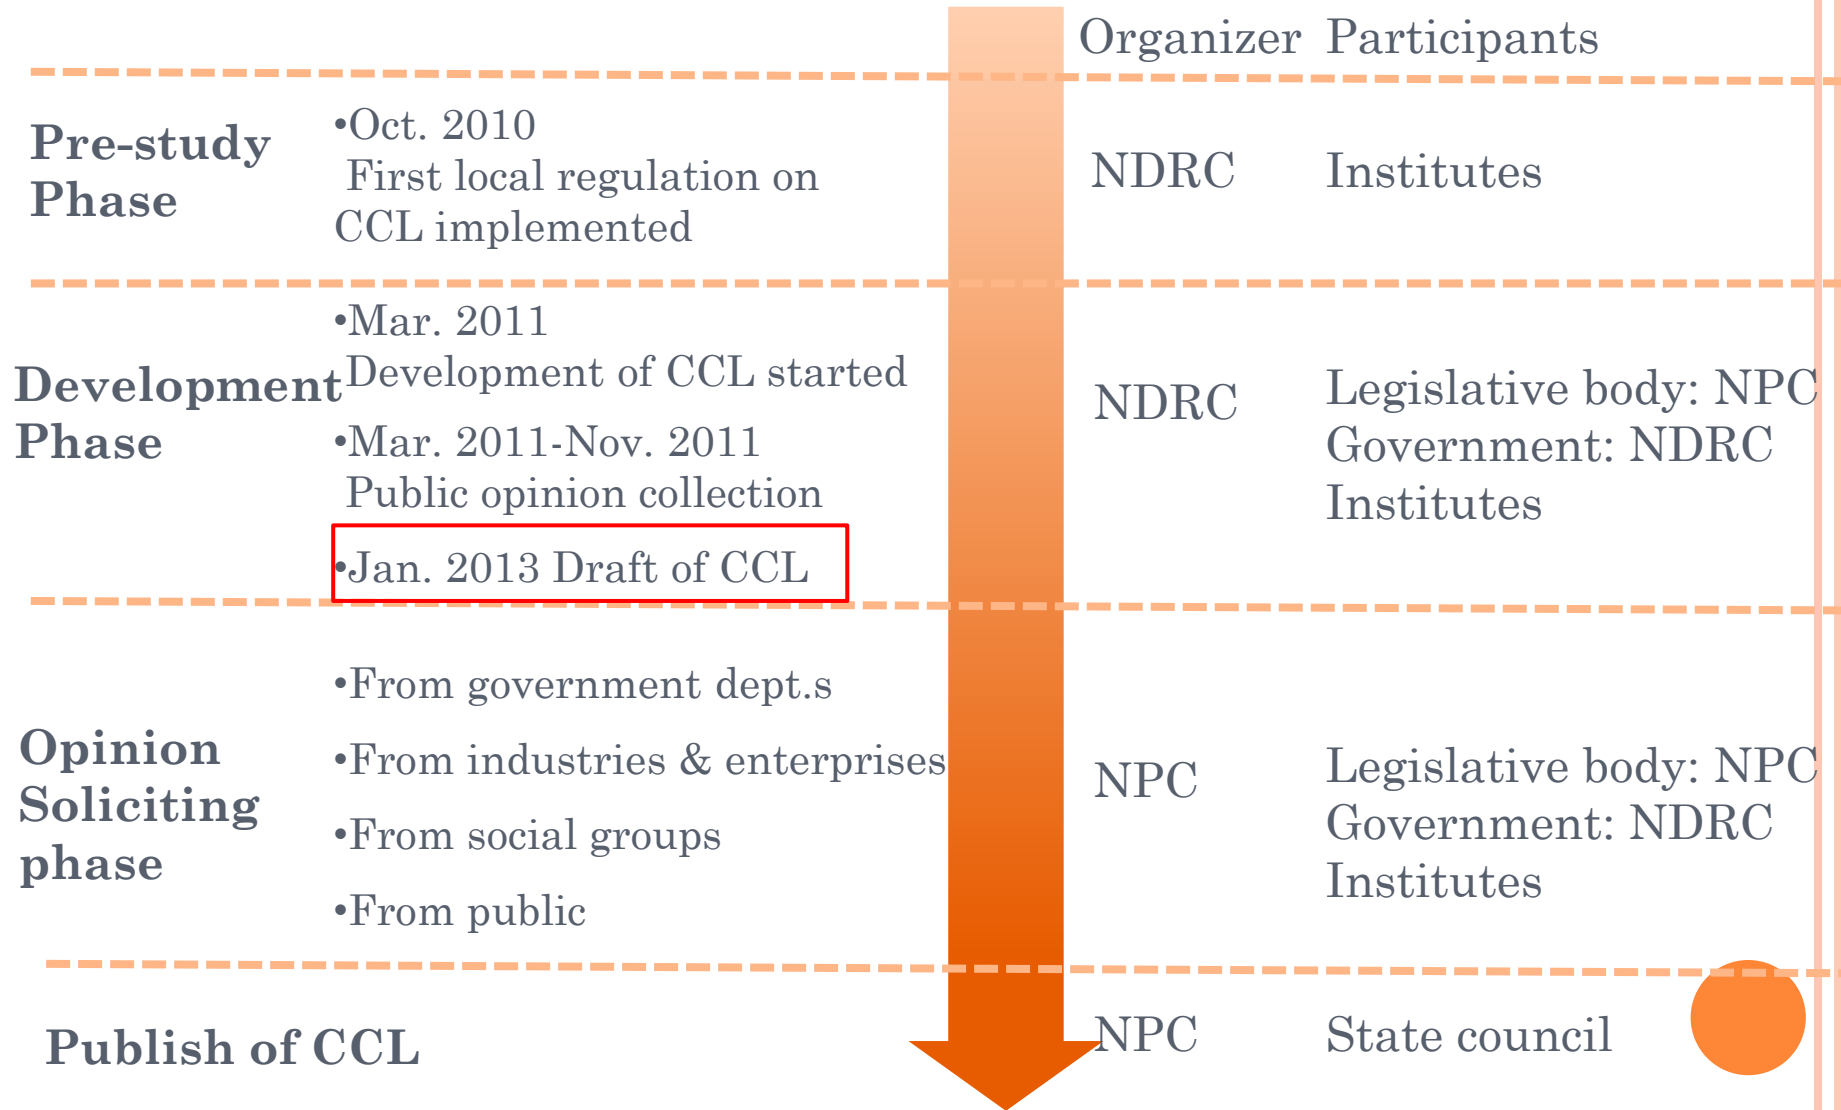 Organizer Participants
Pre-study
Phase
•Oct. 2010
First local regulation on
CCL implemented
NDRC
Institutes
Development
Phase
•Mar. 2011
Development of CCL started
•Mar. 2011-Nov. 2011
Public opinion collection
•Jan. 2013 Draft of CCL
NDRC
Legislative body: NPC
Government: NDRC
Institutes
Opinion
Soliciting
phase
•From government dept.s
•From industries & enterprises
•From social groups
•From public
NPC
Legislative body: NPC
Government: NDRC
Institutes
Publish of CCL
NPC
State council